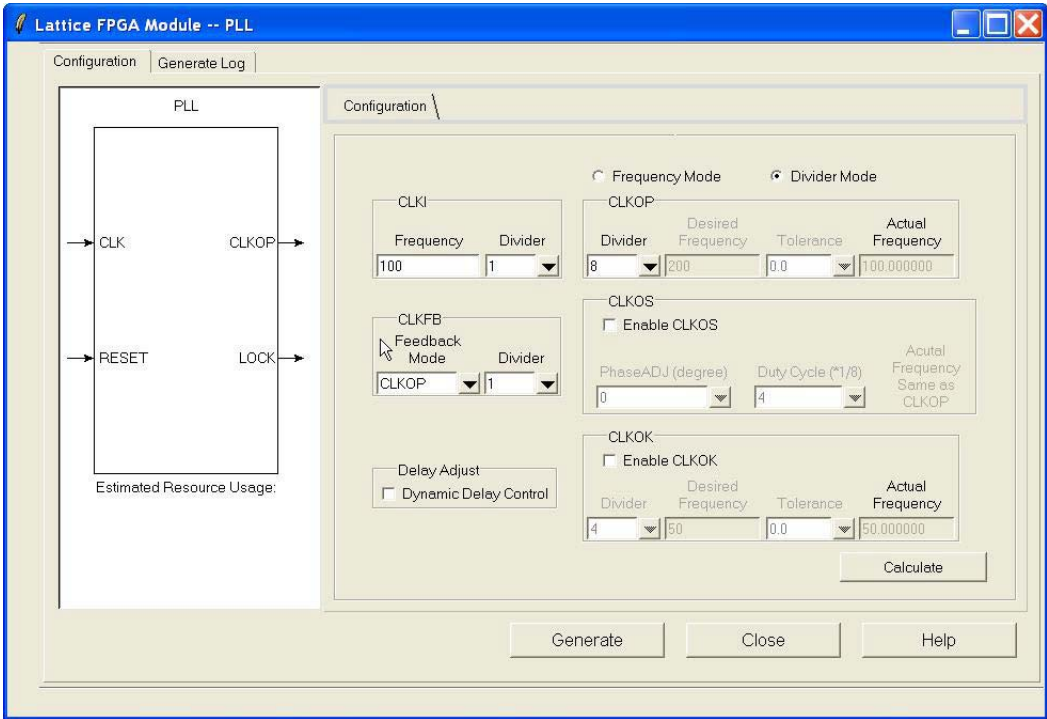 Lattice FPGA Module -- PLL
Configuration Generate Log
PLL
CLK CLKOP
RESET LOCK
Estimated Resource Usage:
Configuration
Frequency Mode Divider Mode
CLKI
Frequency Divider
100 1
CLKOP
Divider Desired Frequency Tolerance Actual Frequency
8 200 0.0 100.000000
CLKFB
Feedback Mode Divider
CLKOP 1
CLKOS
Enable CLKOS
PhaseADJ (degree) Duty Cycle (*1/8) Acutal Frequency Same as CLKOP
0 4
Delay Adjust
Dynamic Delay Control
CLKOK
Enable CLKOK
Divider Desired Frequency Tolerance Actual Frequency
4 50 0.0 50.000000
Calculate
Generate Close Help